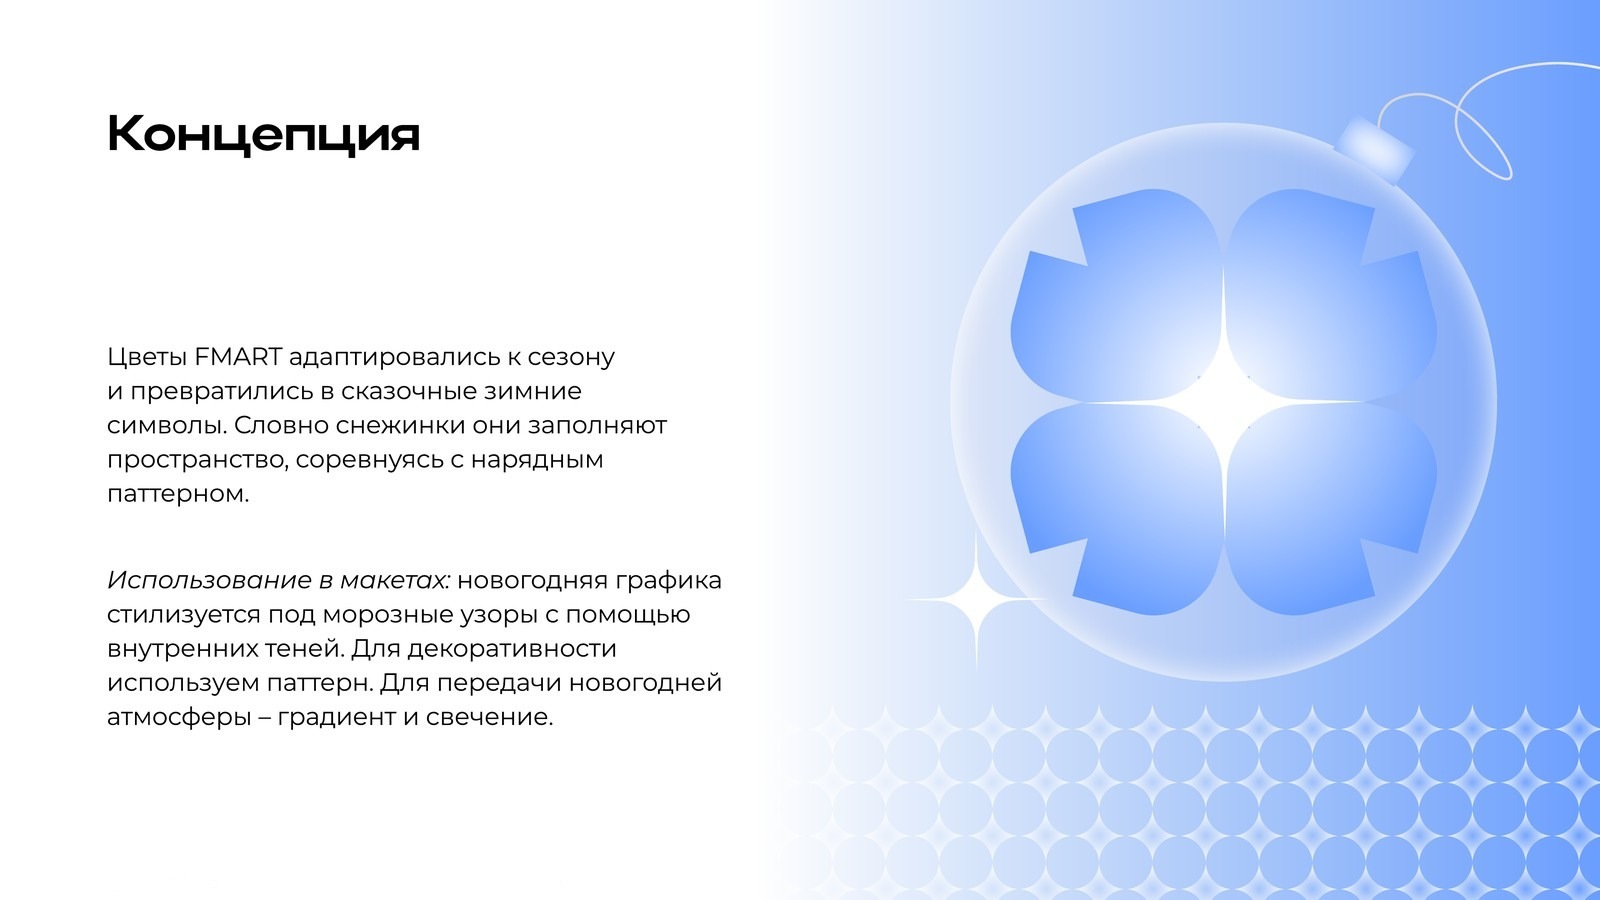 Концепция
Цветы FMART адаптировались к сезону
и превратились в сказочные зимние
символы. Словно снежинки они заполняют
пространство, соревнуясь с нарядным
паттерном.
Использование в макетах: новогодняя графика
стилизуется под морозные узоры с помощью
внутренних теней. Для декоративности
используем паттерн. Для передачи новогодней
атмосферы – градиент и свечение.